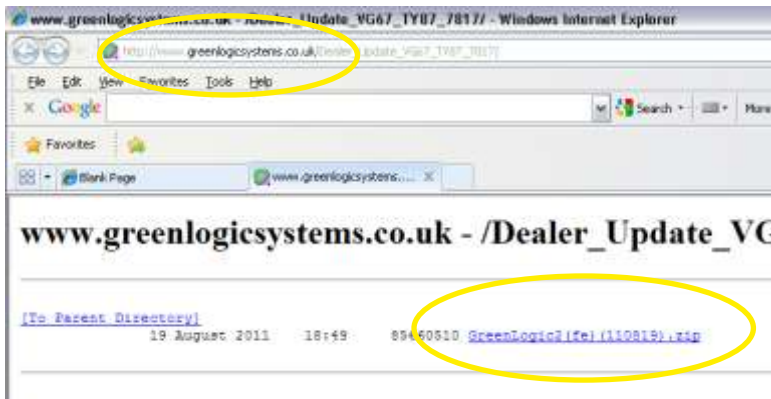 www.greenlogicsystems.co.uk - /Dealer_Update_VG67_TY87_7817/ - Windows Internet Explorer
http://www.greenlogicsystems.co.uk/Dealer_Update_VG67_TY87_7817/
File Edit View Favorites Tools Help
x Google Search More
Favorites
Blank Page www.greenlogicsystems.... x
www.greenlogicsystems.co.uk - /Dealer_Update_VG
[To Parent Directory]
19 August 2011 18:49 GreenLogic2(fe)(110819).zip